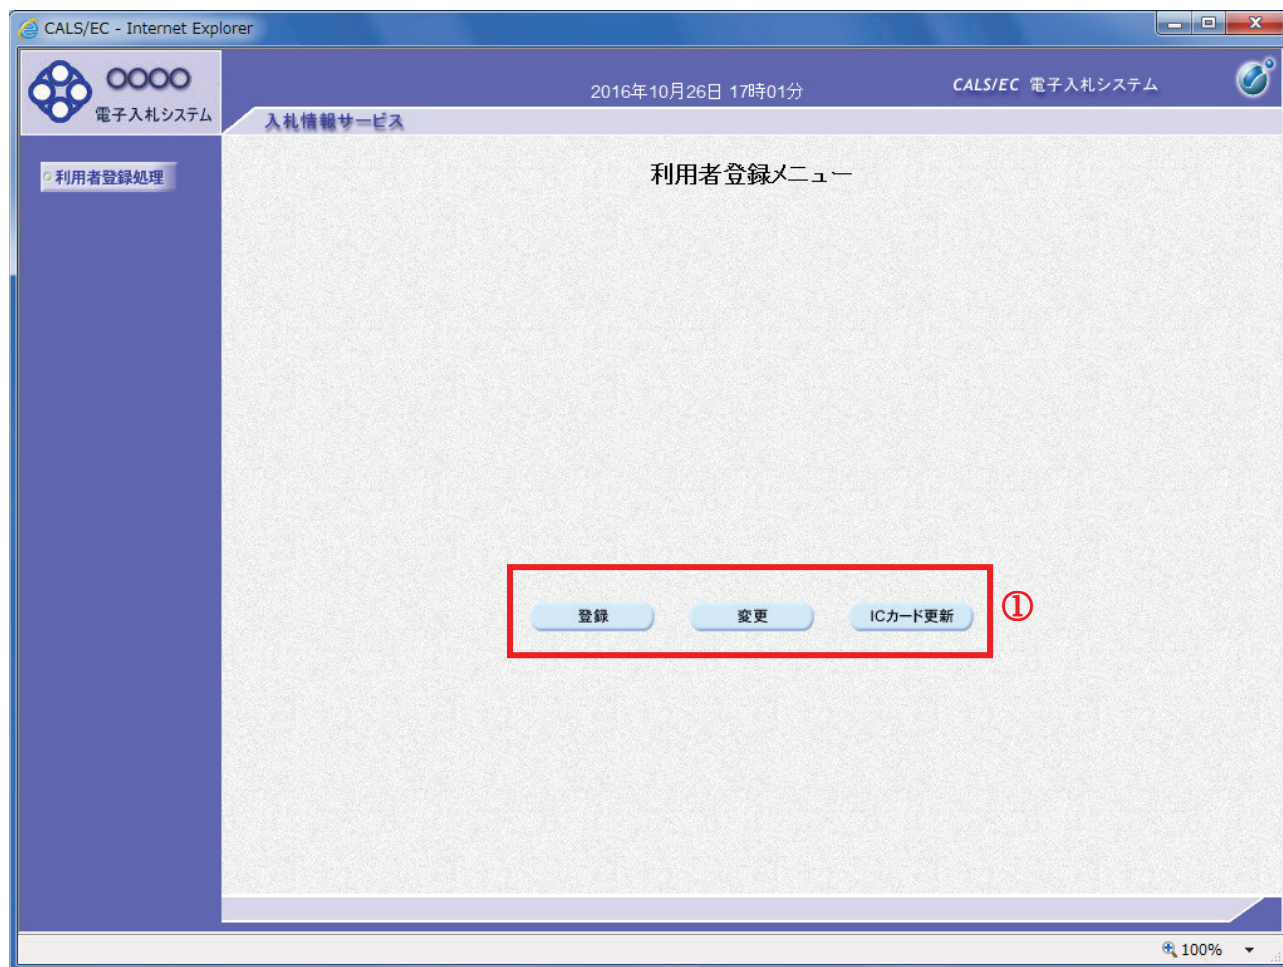 CALS/EC - Internet Explorer
○○○○
電子入札システム
2016年10月26日 17時01分
CALS/EC 電子入札システム
入札情報サービス
利用者登録処理
利用者登録メニュー
登録
変更
ICカード更新
①
100%